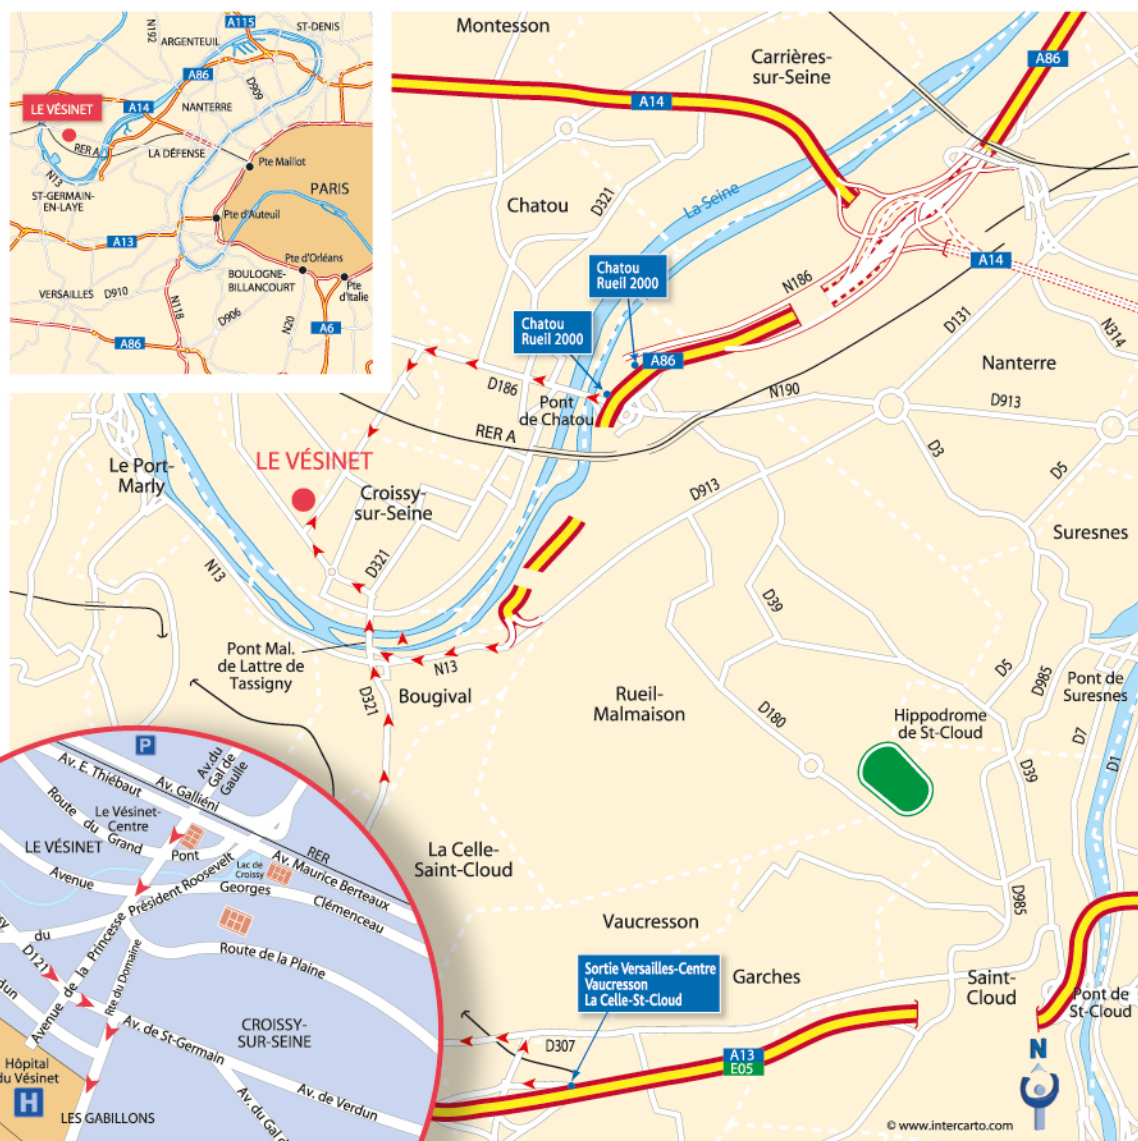 N192
A115
ST-DENIS
ARGENTEUIL
A86
D909
LE VÉSINET
A14
NANTERRE
RER A
LA DÉFENSE
N13
Pte Maillot
ST-GERMAIN-
EN-LAYE
PARIS
Pte d'Auteuil
A13
Pte d'Orléans
BOULOGNE-
BILLANCOURT
Pte
d'Italie
VERSAILLES
D910
N118
D906
N20
A6
A86
Montesson
Carrières-
sur-Seine
A86
A14
Chatou
D321
La Seine
Chatou
Rueil 2000
N186
A14
Chatou
Rueil 2000
D131
N314
A86
Nanterre
D186
Pont
de Chatou
N190
D913
RER A
D3
D5
Le Port-
Marly
LE VÉSINET
Croissy-
sur-Seine
D913
Suresnes
N13
D321
D39
Pont Mal.
de Lattre de
Tassigny
N13
D321
Bougival
Rueil-
Malmaison
D5
D985
Pont de
Suresnes
D180
Hippodrome
de St-Cloud
D7
D1
D39
P
Av. E. Thiébaut
Av. Galliéni
Av.du
Gal de
Gaulle
Route du Grand
Le Vésinet-
Centre
Pont
LE VÉSINET
RER
Avenue
Président Roosevelt
Lac de
Croissy
Av. Maurice Berteaux
Georges
Clémenceau
du
D121
Avenue de la Princesse
Rte du Domaine
Route de la Plaine
Av. de St-Germain
CROISSY-
SUR-SEINE
Av. de Verdun
Hôpital
du Vésinet
H
LES GABILLONS
La Celle-
Saint-Cloud
D985
Vaucresson
Sortie Versailles-Centre
Vaucresson
La Celle-St-Cloud
Garches
Saint-
Cloud
Pont de
St-Cloud
D307
A13
E05
N
© www.intercarto.com